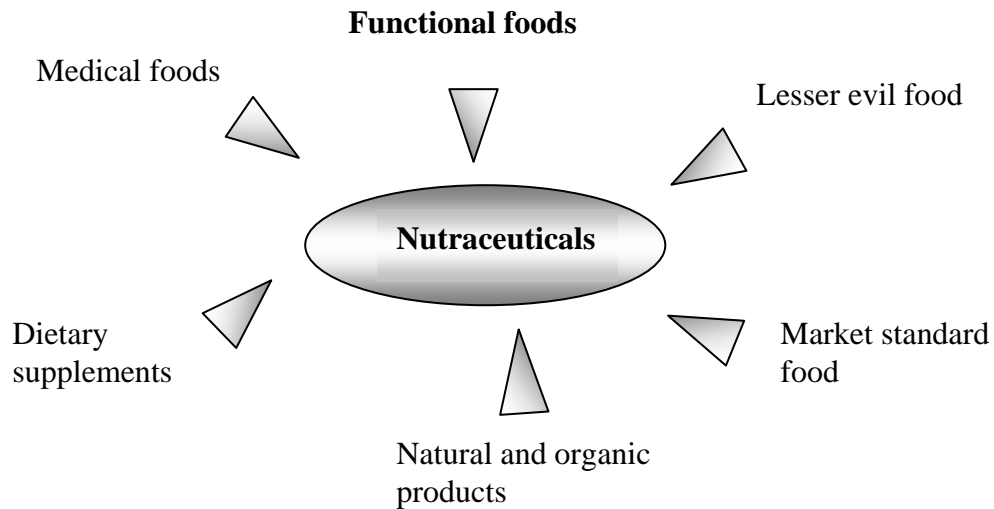 Functional foods
Medical foods
Lesser evil food
Nutraceuticals
Dietary
supplements
Market standard
food
Natural and organic
products